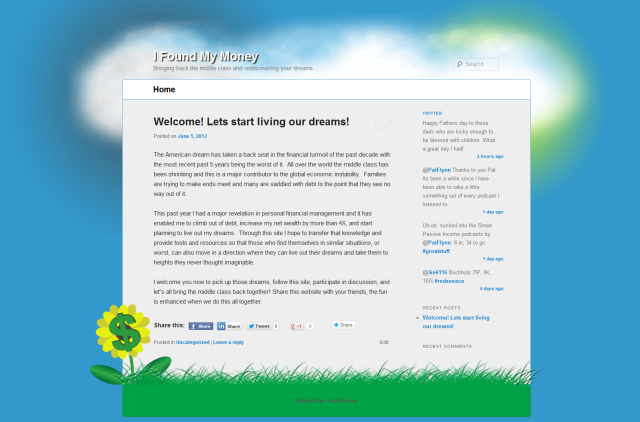 I Found My Money
Bringing back the middle class and rediscovering your dreams
Search
Home
Welcome! Lets start living our dreams!
Posted on June 1, 2012
The American dream has taken a back seat in the financial turmoil of the past decade with
the most recent past 5 years being the worst of it. All over the world the middle class has
been shrinking and this is a major contributor to the global economic instability. Families
are trying to make ends meet and many are saddled with debt to the point that they see no
way out of it.
This past year I had a major revelation in personal financial management and it has
enabled me to climb out of debt, increase my net wealth by more than 4X, and start
planning to live out my dreams. Through this site I hope to transfer that knowledge and
provide tools and resources so that those who find themselves in similar situations, or
worst, can also move in a direction where they can live out their dreams and take them to
heights they never thought imaginable.
I welcome you now to pick up those dreams, follow this site, participate in discussion, and
let's all bring the middle class back together! Share this website with your friends, the fun
is enhanced when we do this all together.
Share this:
Share
in Share
Tweet 0
+1 0
Share
Posted in Uncategorized | Leave a reply
Edit
TWITTER
Happy Fathers day to those
dads who are lucky enough to
be blessed with children. What
a great day I had!
3 hours ago
@PatFlynn Thanks to you Pat.
Its been a while since I have
been able to take a little
something out of every podcast I
listened to.
1 day ago
Uh-oh, sucked into the Smart
Passive Income podcasts by
@PatFlynn. 6 in, 34 to go.
#greatstuff
1 day ago
@ike6116 Buchholz 7IP, 9k,
1ER #redsoxace
4 days ago
RECENT POSTS
Welcome! Lets start living
our dreams!
RECENT COMMENTS